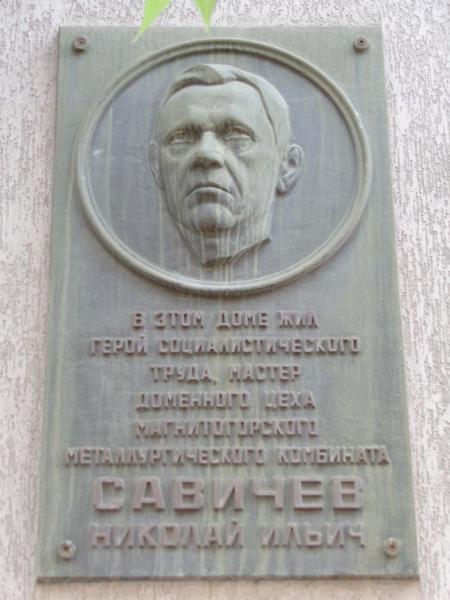 В ЭТОМ ДОМЕ ЖИЛ
ГЕРОЙ СОЦИАЛИСТИЧЕСКОГО
ТРУДА, МАСТЕР
ДОМЕННОГО ЦЕХА
МАГНИТОГОРСКОГО
МЕТАЛЛУРГИЧЕСКОГО КОМБИНАТА
САВИЧЕВ
НИКОЛАЙ ИЛЬИЧ